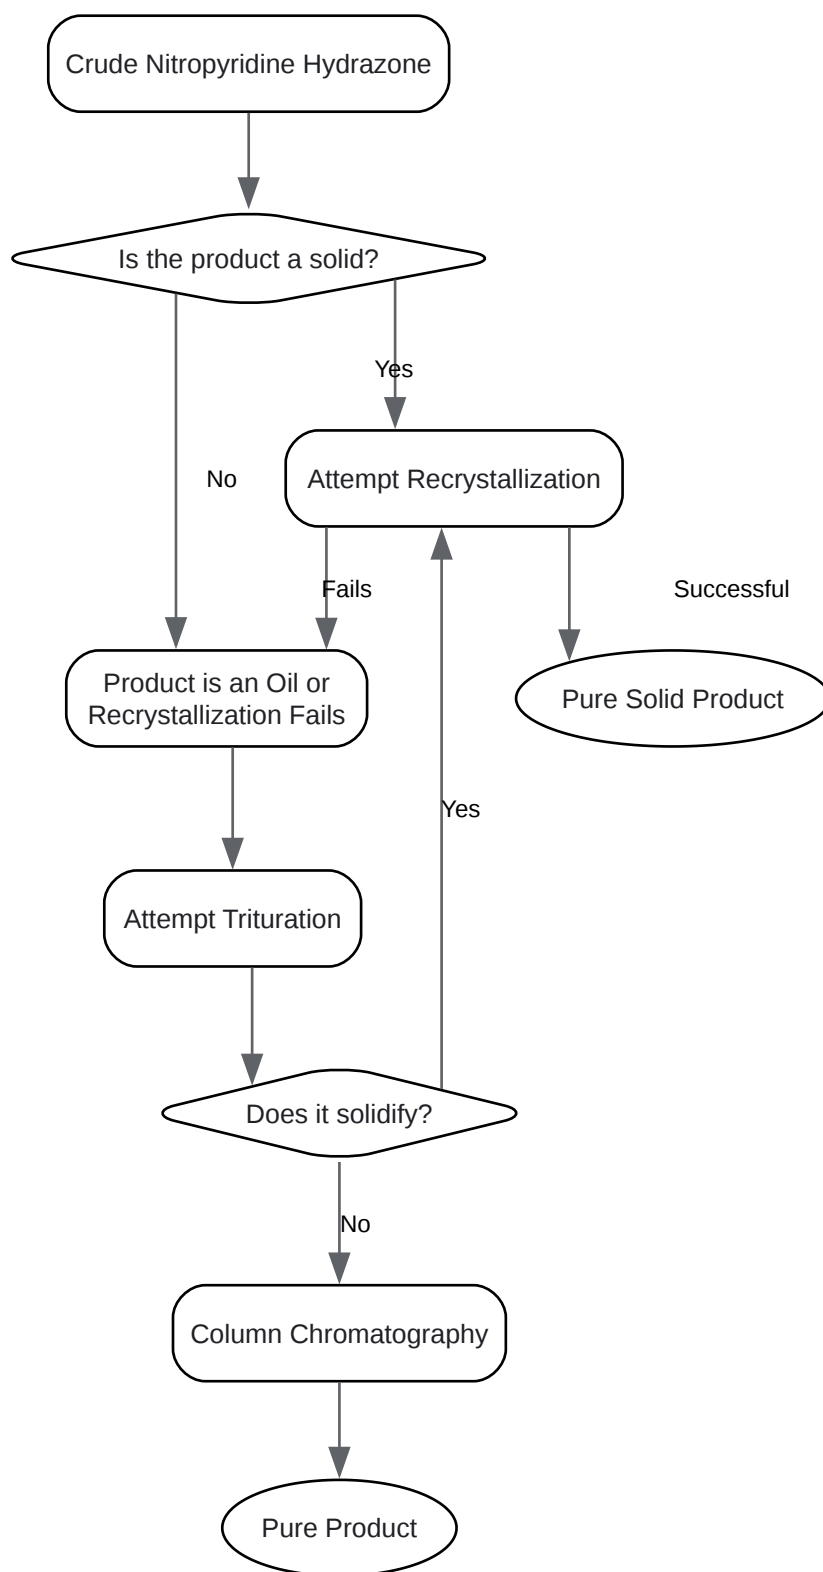 Crude Nitropyridine Hydrazone
Is the product a solid?
Yes
No
Attempt Recrystallization
Fails
Successful
Product is an Oil or
Recrystallization Fails
Pure Solid Product
Yes
Attempt Trituration
Does it solidify?
No
Column Chromatography
Pure Product